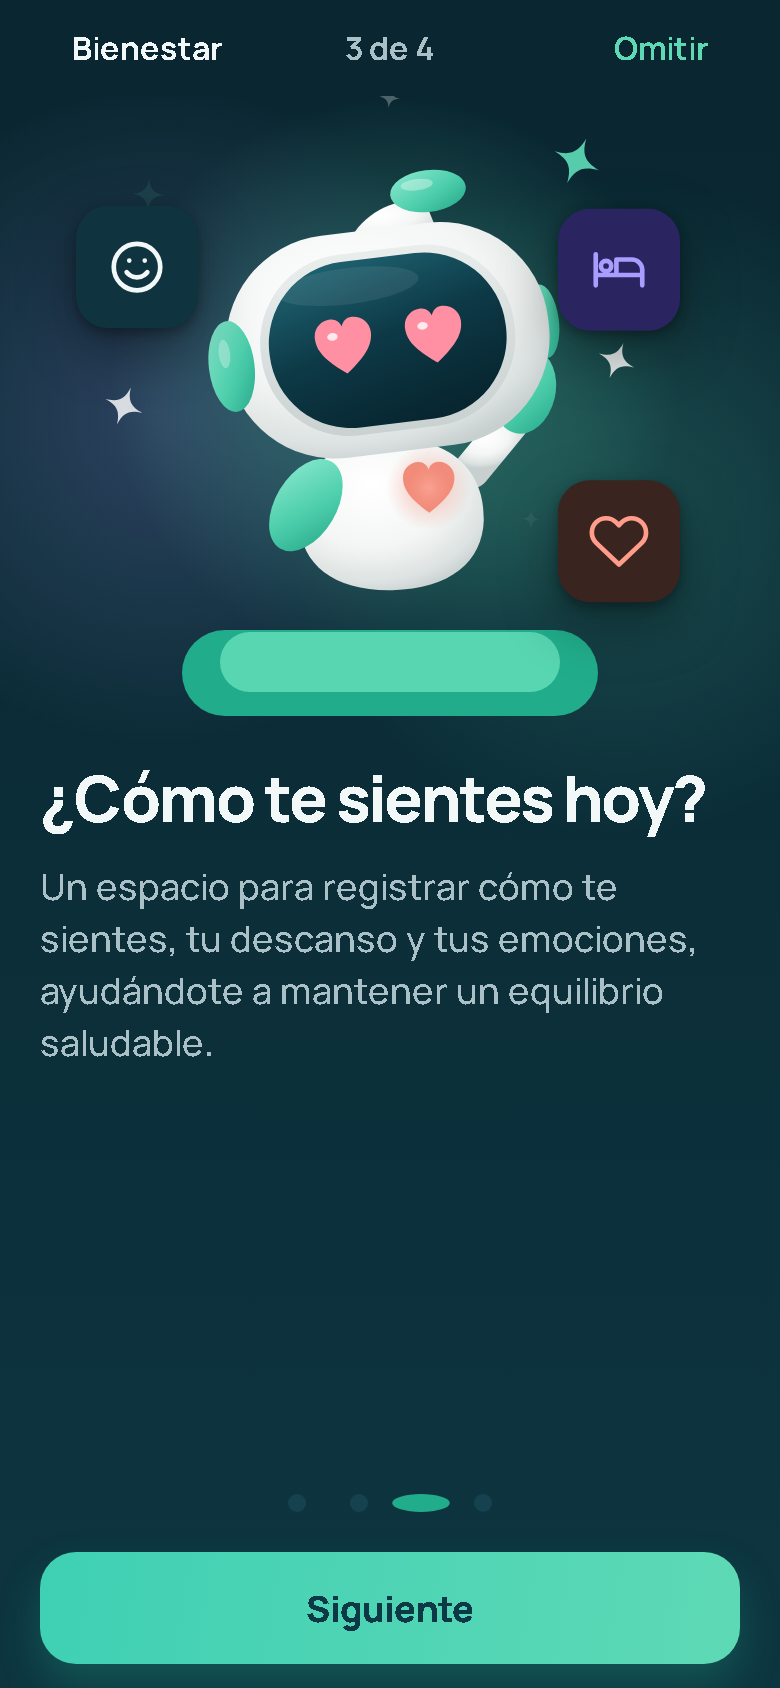 Bienestar
3 de 4
Omitir
¿Cómo te sientes hoy?
Un espacio para registrar cómo te
sientes, tu descanso y tus emociones,
ayudándote a mantener un equilibrio
saludable.
Siguiente